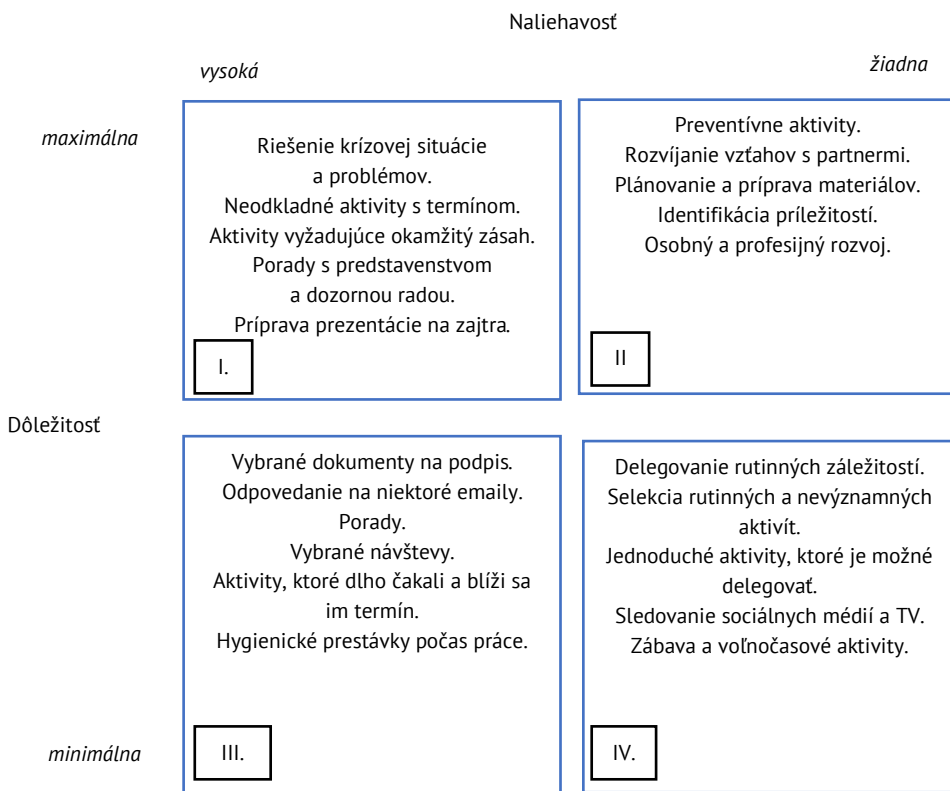 Naliehavosť
vysoká
žiadna
maximálna
Riešenie krízovej situácie
a problémov.
Neodkladné aktivity s termínom.
Aktivity vyžadujúce okamžitý zásah.
Porady s predstavenstvom
a dozornou radou.
Príprava prezentácie na zajtra.
I.
Preventívne aktivity.
Rozvíjanie vzťahov s partnermi.
Plánovanie a príprava materiálov.
Identifikácia príležitostí.
Osobný a profesijný rozvoj.
II
Dôležitosť
Vybrané dokumenty na podpis.
Odpovedanie na niektoré emaily.
Porady.
Vybrané návštevy.
Aktivity, ktoré dlho čakali a blíži sa
im termín.
Hygienické prestávky počas práce.
III.
Delegovanie rutinných záležitostí.
Selekcia rutinných a nevýznamných
aktivít.
Jednoduché aktivity, ktoré je možné
delegovať.
Sledovanie sociálnych médií a TV.
Zábava a voľnočasové aktivity.
IV.
minimálna